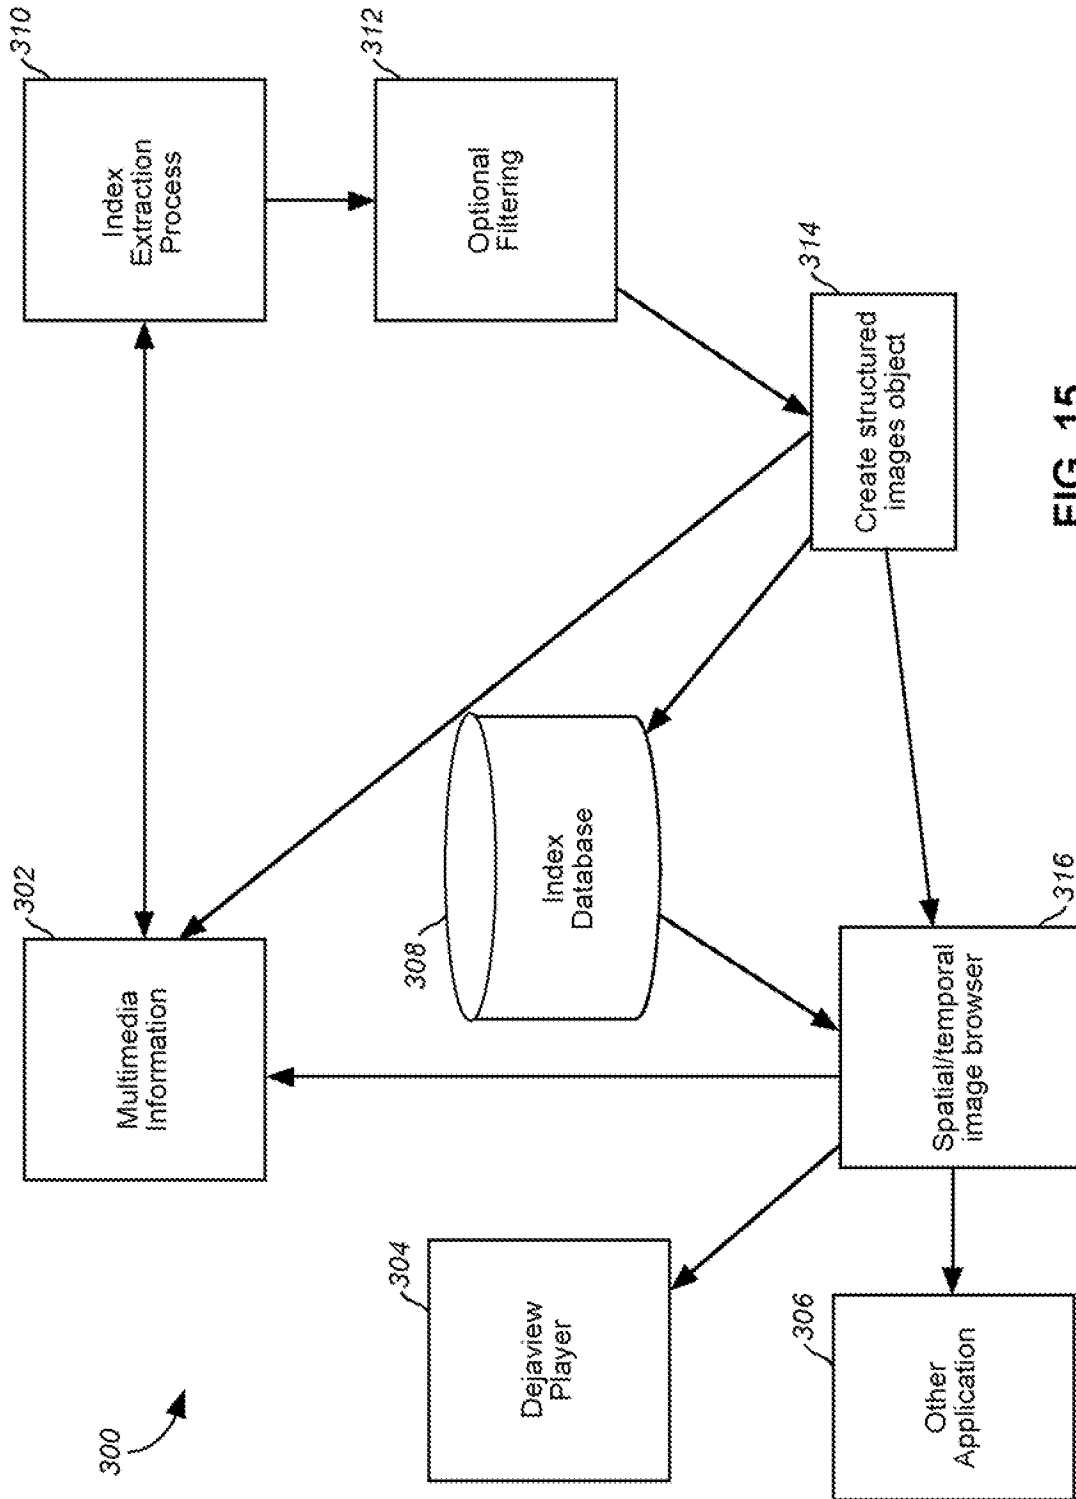 300
302
Multimedia
Information
310
Index
Extraction
Process
304
Dejaview
Player
308
Index
Database
312
Optional
Filtering
306
Other
Application
316
Spatial/temporal
image browser
314
Create structured
images object
FIG. 15